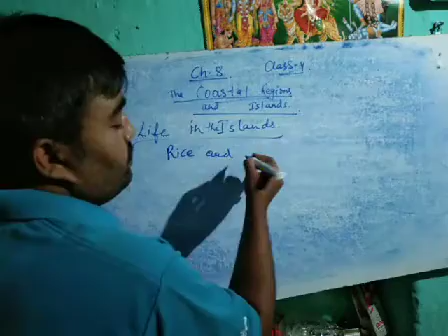 Ch. 8 Class-4
The Coastal Regions
and Islands
Life in the Islands
Rice and